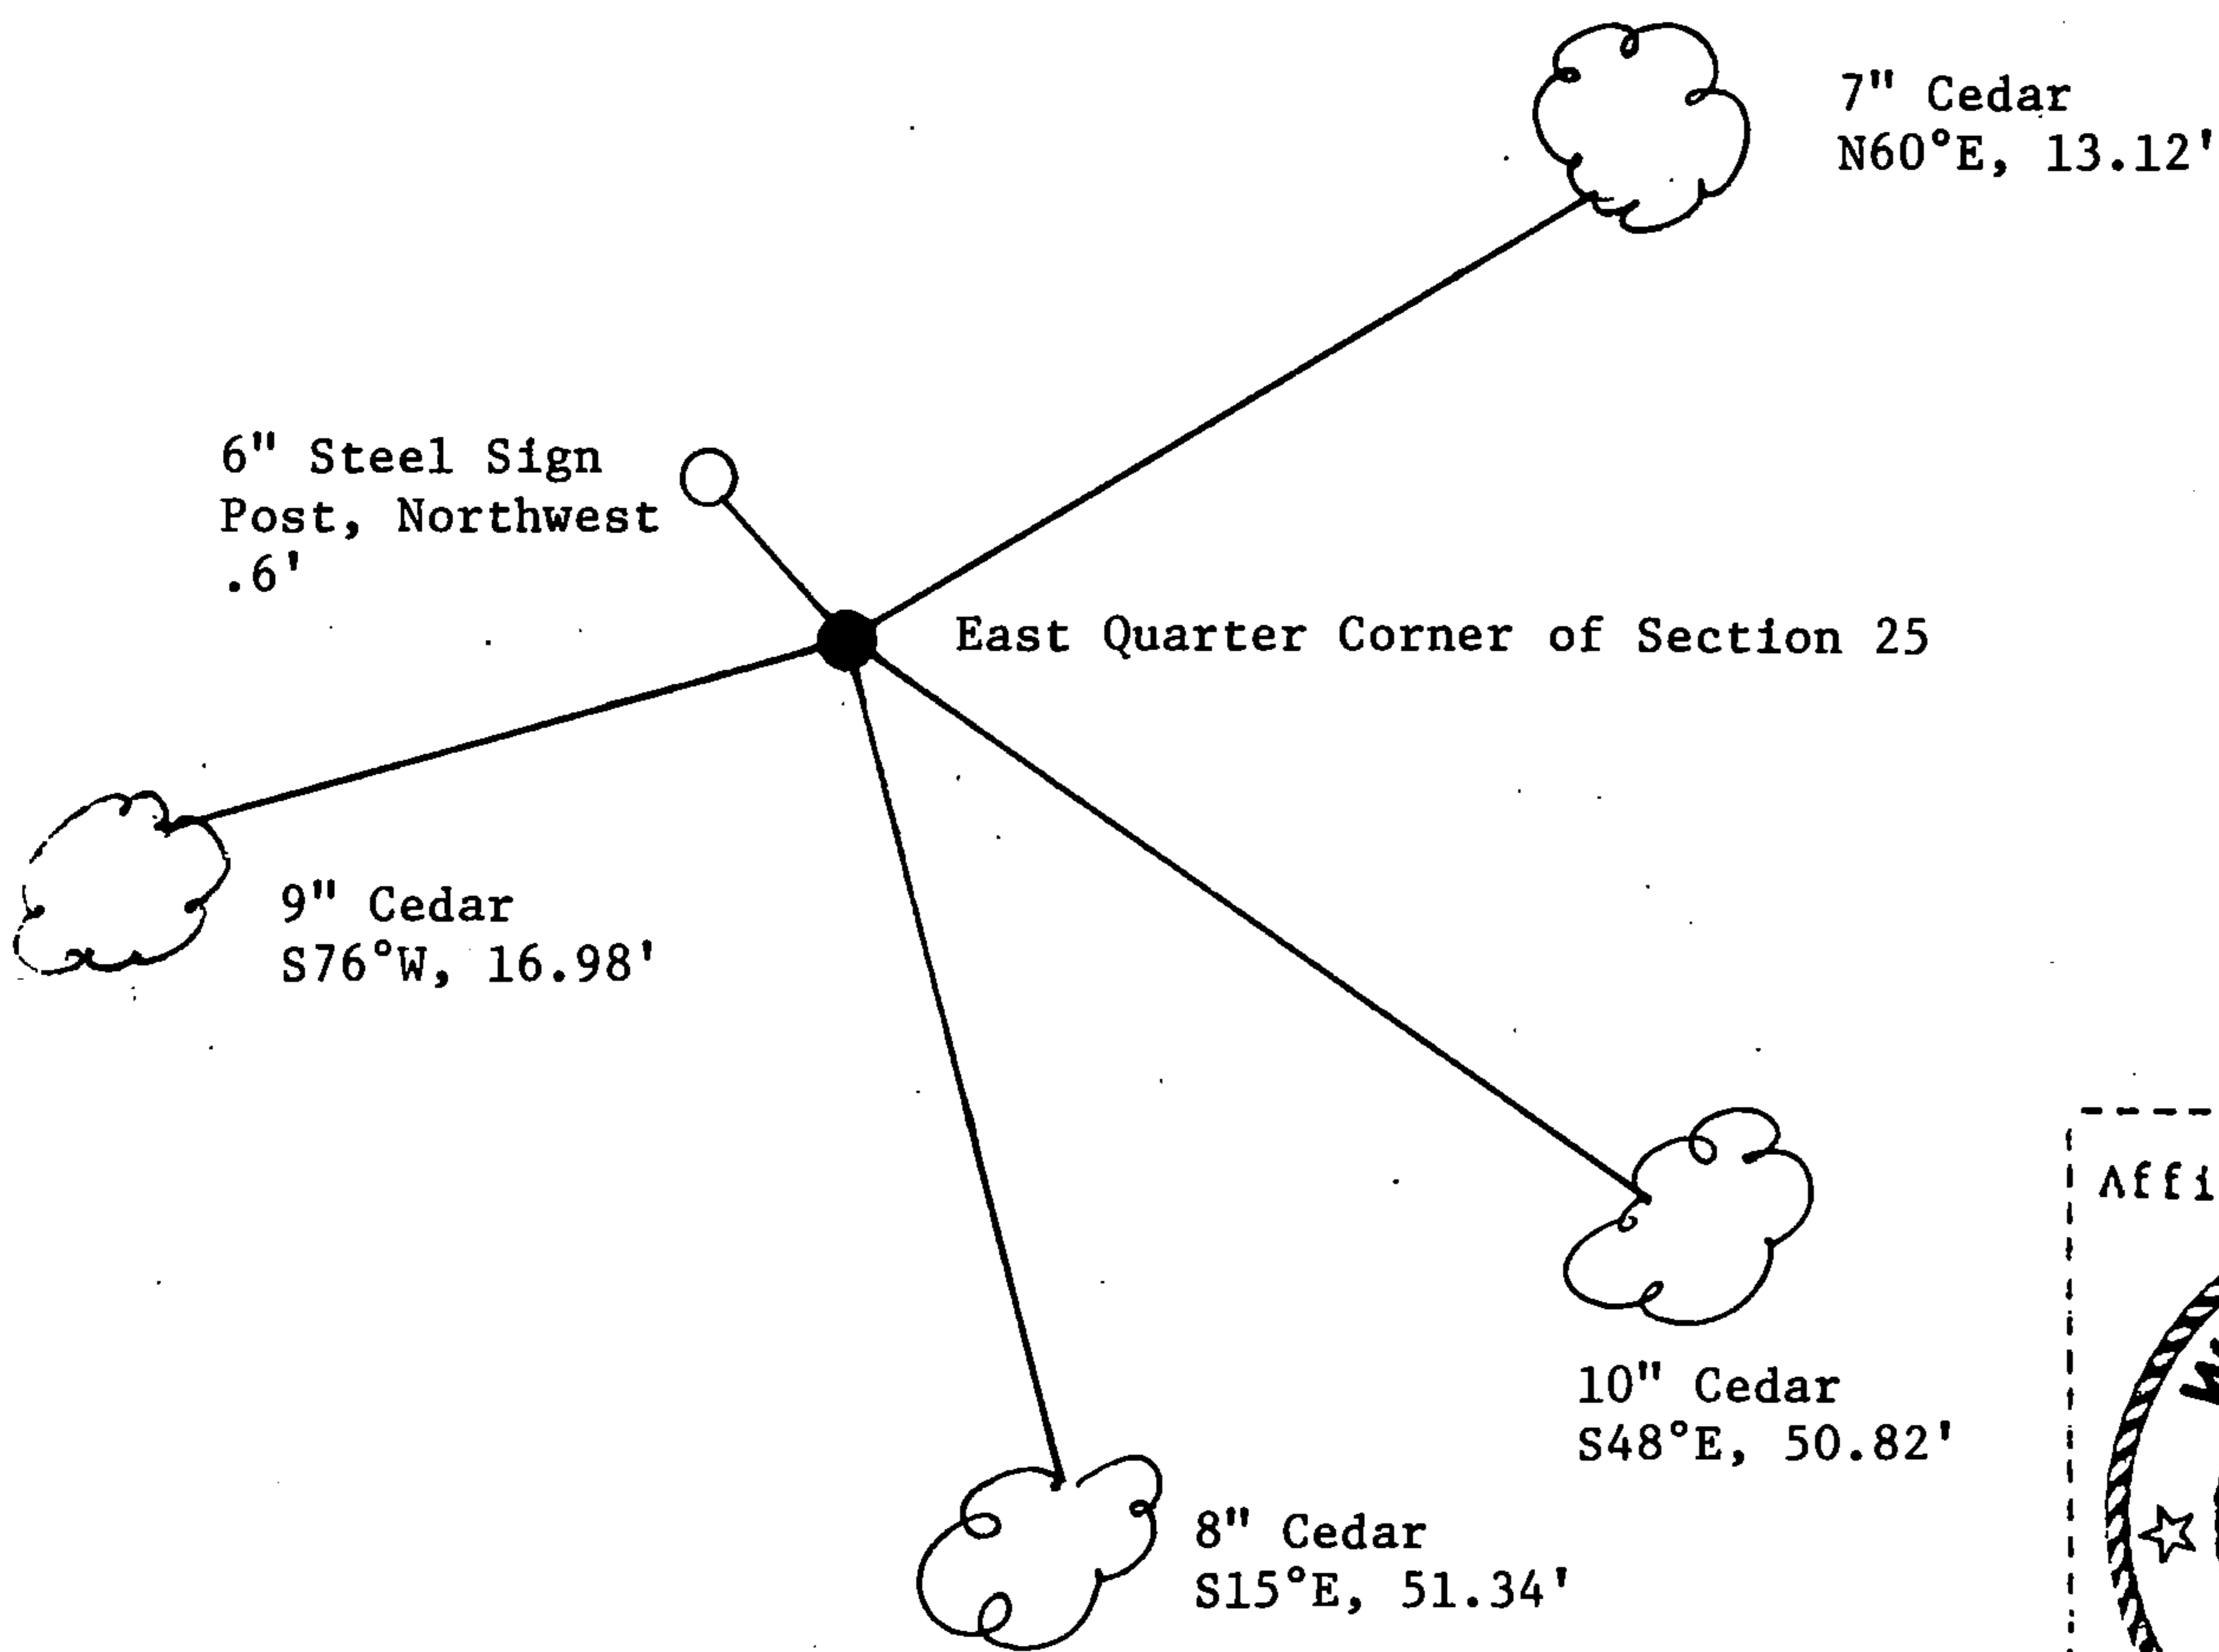 7" Cedar
N60°E, 13.12'
6" Steel Sign
Post, Northwest
.6'
East Quarter Corner of Section 25
9" Cedar
S76°W, 16.98'
10" Cedar
S48°E, 50.82'
8" Cedar
S15°E, 51.34'
Affi